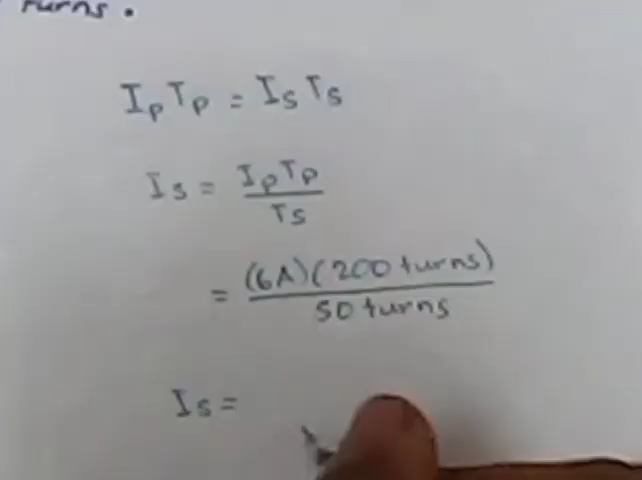 turns.
IpTp = IsTs
Is = IpTp / Ts
= (6A)(200 turns) / 50 turns
Is =